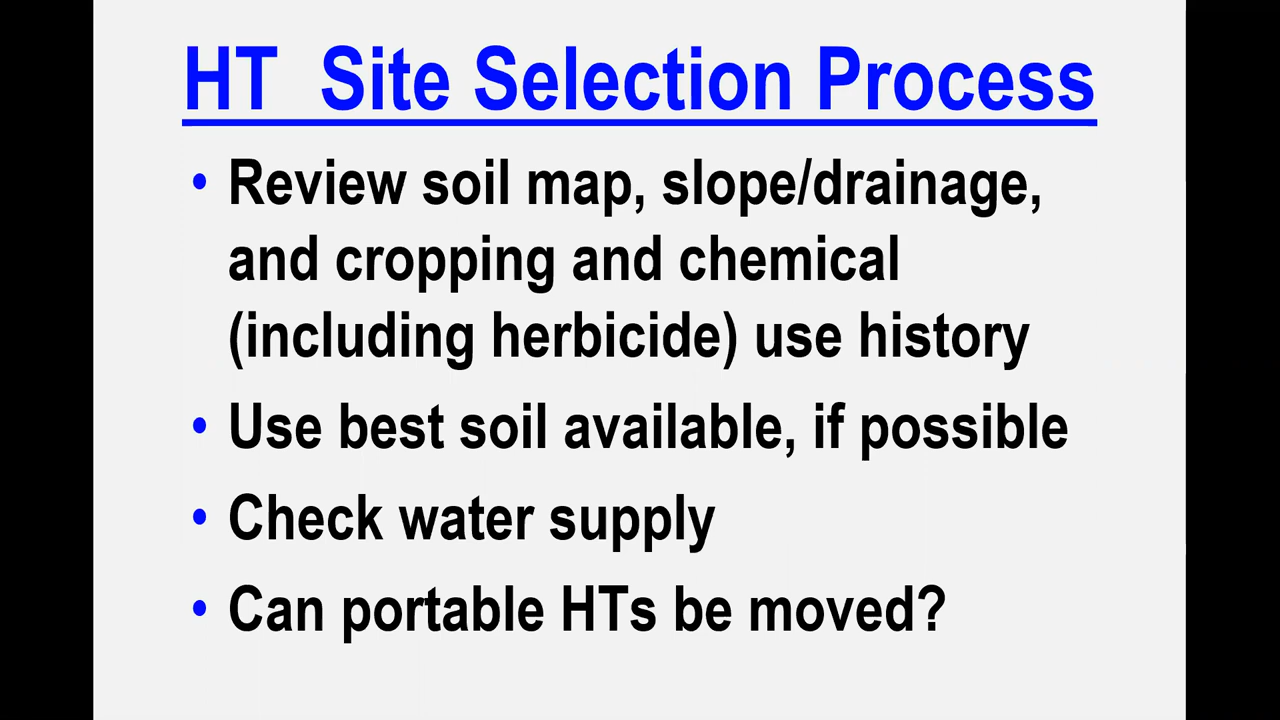 HT  Site Selection Process
• Review soil map, slope/drainage,
and cropping and chemical
(including herbicide) use history
• Use best soil available, if possible
• Check water supply
• Can portable HTs be moved?